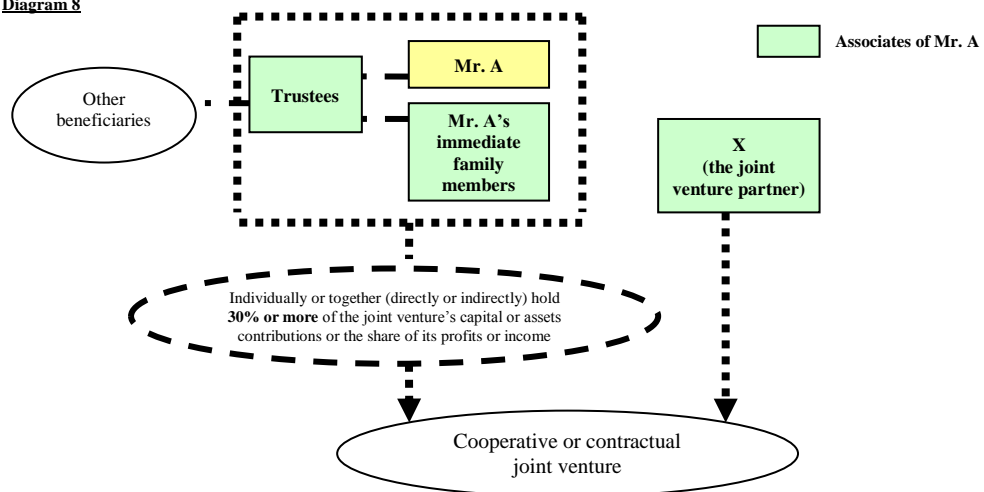 Diagram 8
Associates of Mr. A
Mr. A
Trustees
Other
beneficiaries
Mr. A’s
immediate
family
members
X
(the joint
venture partner)
Individually or together (directly or indirectly) hold
30% or more of the joint venture’s capital or assets
contributions or the share of its profits or income
Cooperative or contractual
joint venture